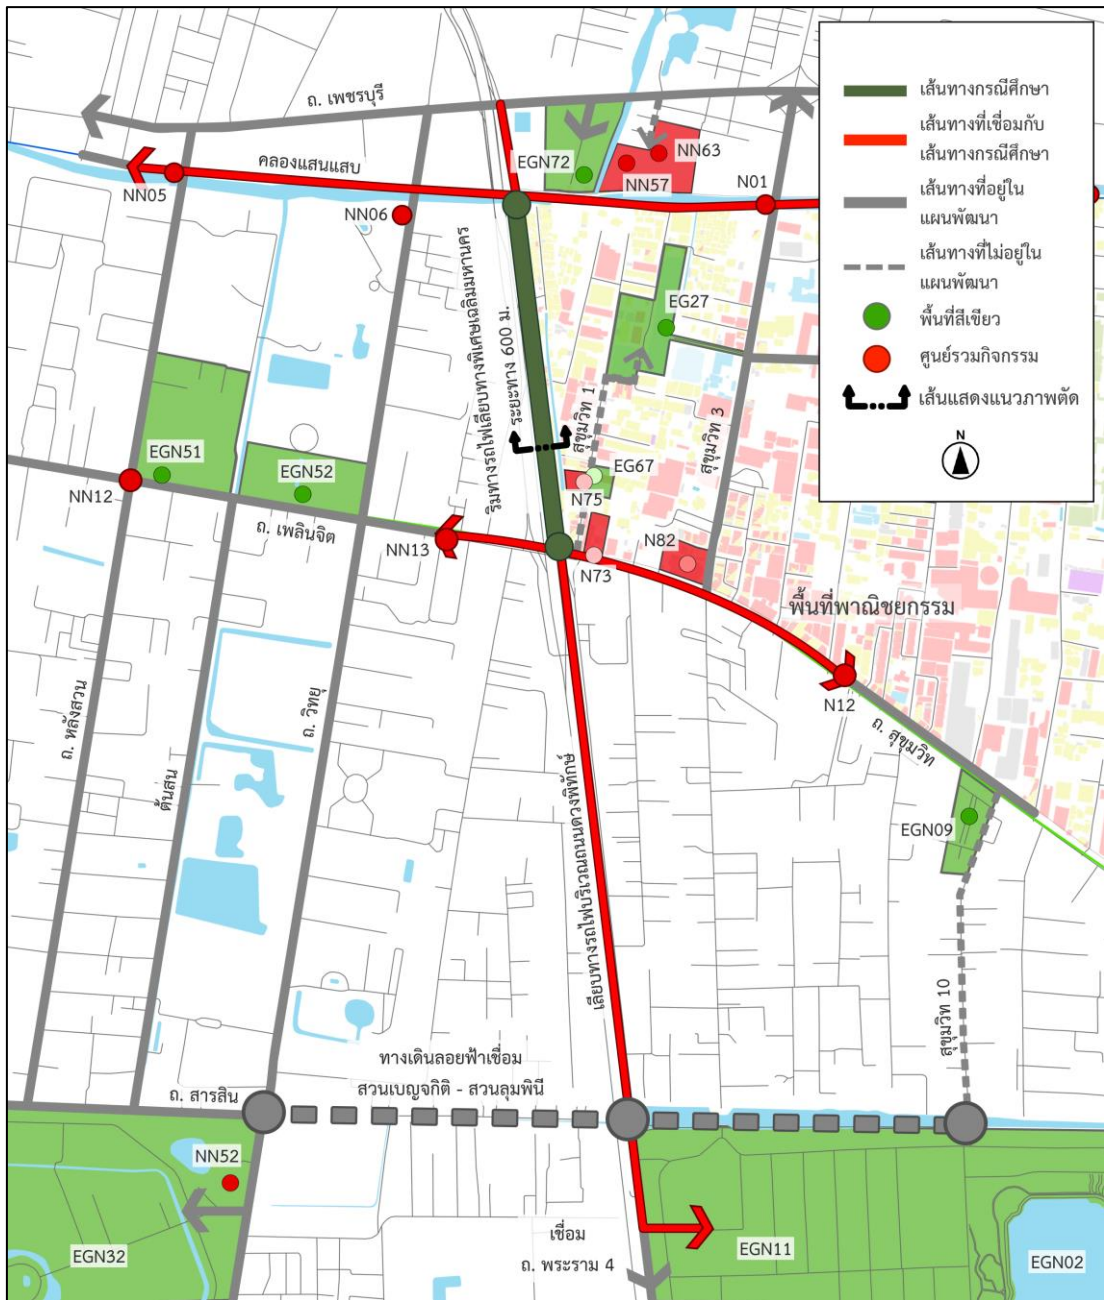 เส้นทางกรณีศึกษา
เส้นทางที่เชื่อมกับ
เส้นทางกรณีศึกษา
เส้นทางที่อยู่ใน
แผนพัฒนา
เส้นทางที่ไม่อยู่ใน
แผนพัฒนา
พื้นที่สีเขียว
ศูนย์รวมกิจกรรม
เส้นแสดงแนวภาพตัด
N
ถ. เพชรบุรี
คลองแสนแสบ
EGN72
NN63
NN57
NN05
NN06
N01
ริมทางรถไฟเลียบทางพิเศษเฉลิมมหานคร
ระยะทาง 600 ม.
EG27
สุขุมวิท 1
สุขุมวิท 3
EGN51
EGN52
EG67
NN12
N75
ถ. เพลินจิต
NN13
N82
N73
พื้นที่พาณิชยกรรม
N12
ถ. หลังสวน
ต้นสน
ถ. วิทยุ
ถ. สุขุมวิท
เลียบทางรถไฟบริเวณถนนดวงพิทักษ์
EGN09
สุขุมวิท 10
ทางเดินลอยฟ้าเชื่อม
สวนเบญจกิติ - สวนลุมพินี
ถ. สารสิน
NN52
เชื่อม
ถ. พระราม 4
EGN32
EGN11
EGN02